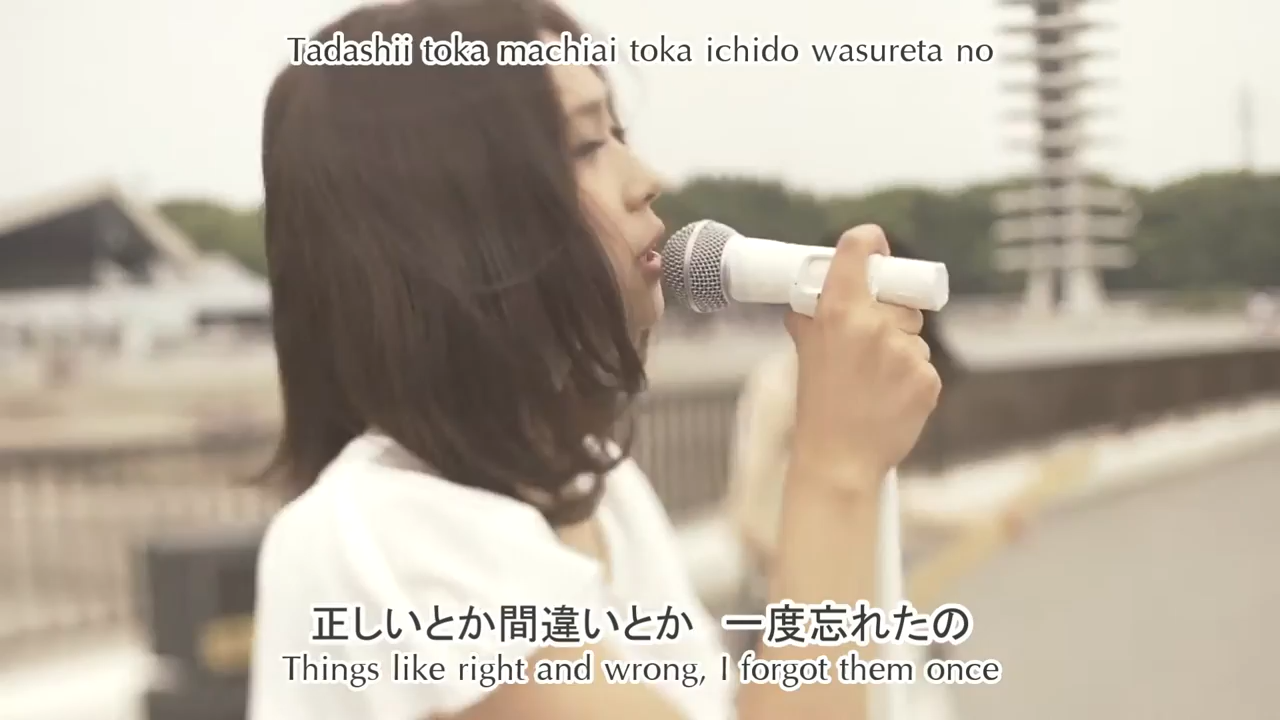 Tadashii toka machiai toka ichido wasureta no
正しいとか間違いとか　一度忘れたの
Things like right and wrong, I forgot them once